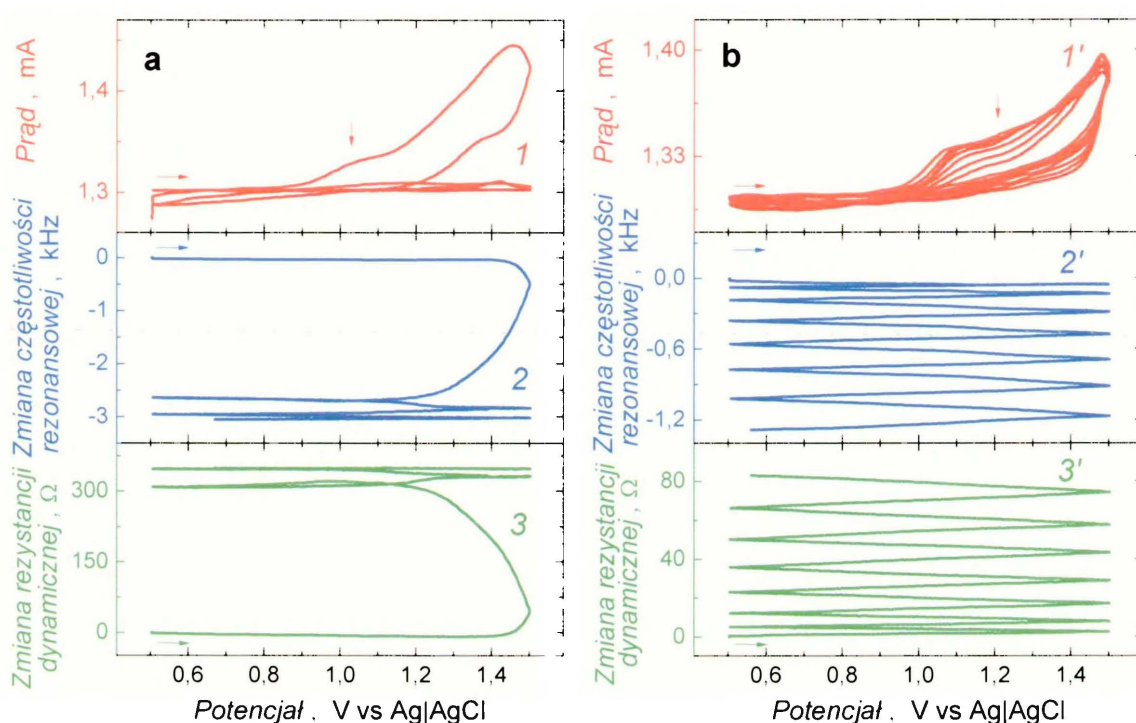 a
Prąd , mA
1,4
1,3
1
Zmiana częstotliwości
rezonansowej , kHz
0
-1
-2
-3
2
Zmiana rezystancji
dynamicznej , Ω
300
150
0
3
0,6 0,8 1,0 1,2 1,4
Potencjał , V vs Ag|AgCl
b
Prąd , mA
1,40
1,33
1'
Zmiana częstotliwości
rezonansowej , kHz
0,0
-0,6
-1,2
2'
Zmiana rezystancji
dynamicznej , Ω
80
40
0
3'
0,6 0,8 1,0 1,2 1,4
Potencjał , V vs Ag|AgCl